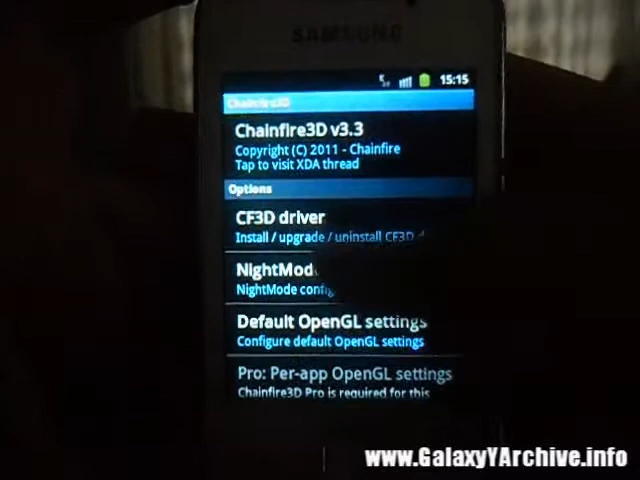 SAMSUNG
15:15
Chainfire3D
Chainfire3D v3.3
Copyright (C) 2011 - Chainfire
Tap to visit XDA thread
Options
CF3D driver
Install / upgrade / uninstall CF3D
NightMod
NightMode config
Default OpenGL settings
Configure default OpenGL settings
Pro: Per-app OpenGL settings
Chainfire3D Pro is required for this
www.GalaxyYArchive.info